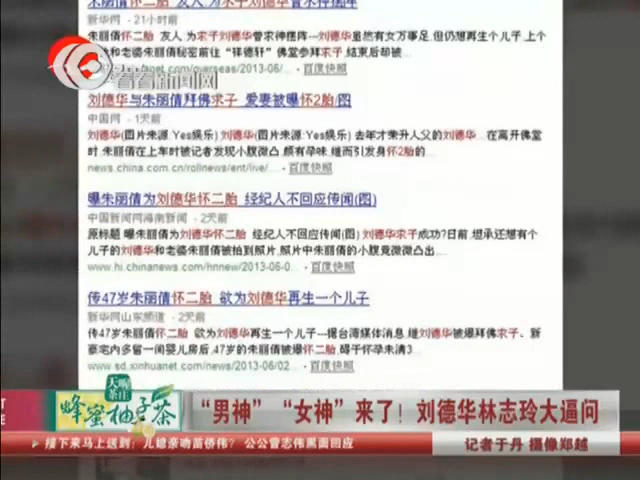 朱丽倩怀二胎 友人 为求子刘德华曾求神摆阵
新华网 - 21小时前
朱丽倩怀二胎 友人 为求子刘德华曾求神摆阵---刘德华虽然有女万事足,但仍想再生个儿子,上个
和老婆朱丽倩秘密前往“祥德轩”佛堂参拜求子,结束后却被...
net.com/overseas/2013-06/... - 百度快照
看看新闻网
刘德华与朱丽倩拜佛求子 爱妻被曝怀2胎/图
中国网 - 1天前
刘德华(图片来源:Yes娱乐) 刘德华(图片来源:Yes娱乐) 去年才荣升人父的刘德华...在离开佛堂
时,朱丽倩在上车时被记者发现小腹微凸,颇有孕味,继而引发身怀2胎的...
news.china.com.cn/rollnews/ent/live/... - 百度快照
曝朱丽倩为刘德华怀二胎 经纪人不回应传闻(图)
中国新闻网海南新闻 - 2天前
原标题 曝朱丽倩为刘德华怀二胎 经纪人不回应传闻(图) 刘德华求子成功?日前,坦承还想有个
儿子的刘德华和老婆朱丽倩被拍到照片,照片中朱丽倩的小腹竟微微凸出...
www.hi.chinanews.com/hnnew/2013-06-0... - 百度快照
传47岁朱丽倩怀二胎 欲为刘德华再生一个儿子
新华网山东频道 - 2天前
传47岁朱丽倩怀二胎 欲为刘德华再生一个儿子---据台湾媒体消息,继刘德华被爆拜佛求子、新
豪宅内多留一间婴儿房后,47岁的朱丽倩被爆怀二胎,碍于怀孕未满3...
www.sd.xinhuanet.com/news/2013-06/... - 百度快照
蜂蜜柚子茶
“男神”“女神”来了!刘德华林志玲大逼问
接下来马上送到:儿媳亲吻苗侨伟? 公公曾志伟黑面回应
记者于丹 摄像郑越